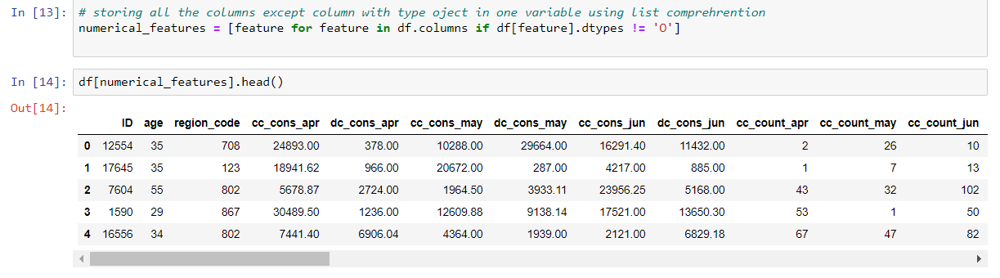 In [13]: # storing all the columns except column with type oject in one variable using list comprehrention
numerical_features = [feature for feature in df.columns if df[feature].dtypes != 'O']
In [14]: df[numerical_features].head()
Out[14]:
ID age region_code cc_cons_apr dc_cons_apr cc_cons_may dc_cons_may cc_cons_jun dc_cons_jun cc_count_apr cc_count_may cc_count_jun
0 12554 35 708 24893.00 378.00 10288.00 29664.00 16291.40 11432.00 2 26 10
1 17645 35 123 18941.62 966.00 20672.00 287.00 4217.00 885.00 1 7 13
2 7604 55 802 5678.87 2724.00 1964.50 3933.11 23956.25 5168.00 43 32 102
3 1590 29 867 30489.50 1236.00 12609.88 9138.14 17521.00 13650.30 53 1 50
4 16556 34 802 7441.40 6906.04 4364.00 1939.00 2121.00 6829.18 67 47 82